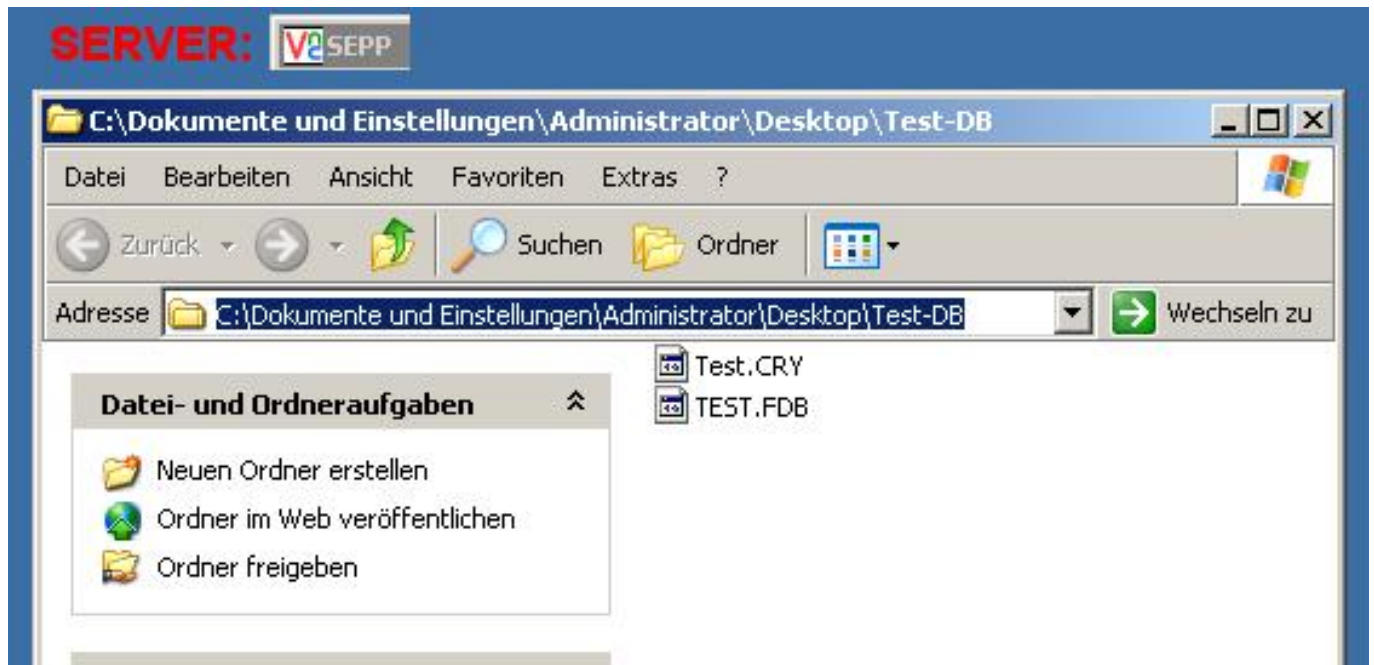 SERVER: VNC SEPP
C:\Dokumente und Einstellungen\Administrator\Desktop\Test-DB
Datei Bearbeiten Ansicht Favoriten Extras ?
Zurück Suchen Ordner
Adresse C:\Dokumente und Einstellungen\Administrator\Desktop\Test-DB Wechseln zu
Test.CRY
Datei- und Ordneraufgaben TEST.FDB
Neuen Ordner erstellen
Ordner im Web veröffentlichen
Ordner freigeben